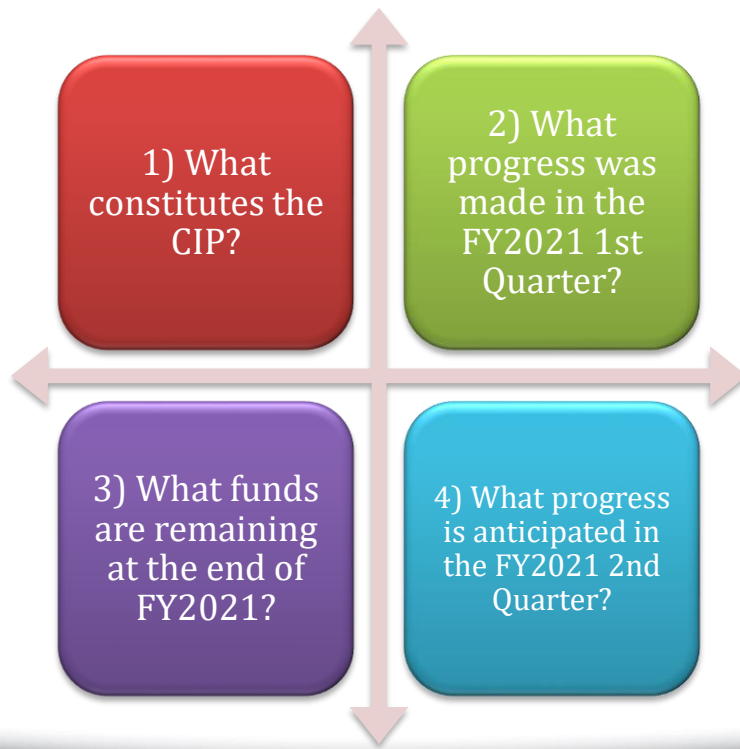 1) What
constitutes the
CIP?
2) What
progress was
made in the
FY2021 1st
Quarter?
3) What funds
are remaining
at the end of
FY2021?
4) What progress
is anticipated in
the FY2021 2nd
Quarter?